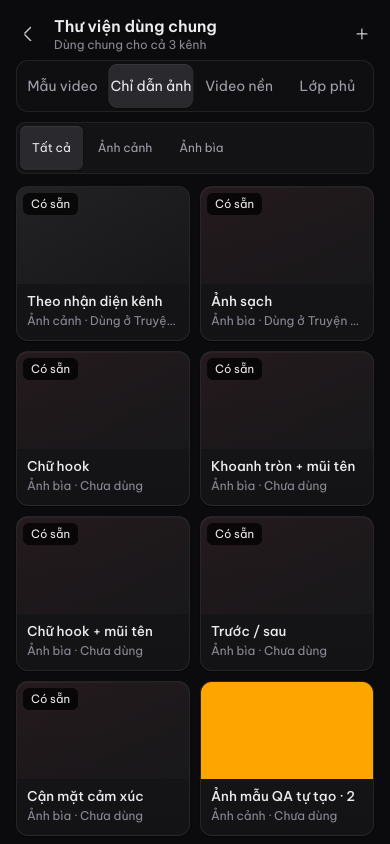 Thư viện dùng chung
Dùng chung cho cả 3 kênh
Mẫu video
Chỉ dẫn ảnh
Video nền
Lớp phủ
Tất cả
Ảnh cảnh
Ảnh bìa
Có sẵn
Có sẵn
Theo nhận diện kênh
Ảnh sạch
Ảnh cảnh · Dùng ở Truyệ...
Ảnh bìa · Dùng ở Truyện ...
Có sẵn
Có sẵn
Chữ hook
Khoanh tròn + mũi tên
Ảnh bìa · Chưa dùng
Ảnh bìa · Chưa dùng
Có sẵn
Có sẵn
Chữ hook + mũi tên
Trước / sau
Ảnh bìa · Chưa dùng
Ảnh bìa · Chưa dùng
Có sẵn
Cận mặt cảm xúc
Ảnh mẫu QA tự tạo · 2
Ảnh bìa · Chưa dùng
Ảnh cảnh · Chưa dùng